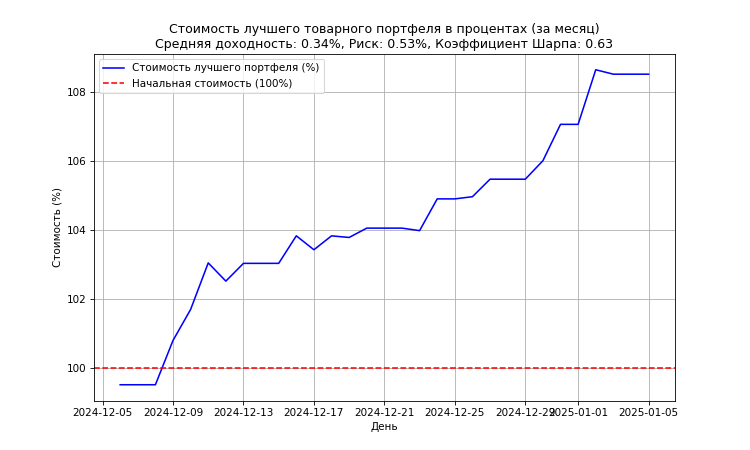 Стоимость лучшего товарного портфеля в процентах (за месяц)
Средняя доходность: 0.34%, Риск: 0.53%, Коэффициент Шарпа: 0.63
Стоимость лучшего портфеля (%)
Начальная стоимость (100%)
Стоимость (%)
108
106
104
102
100
2024-12-05 2024-12-09 2024-12-13 2024-12-17 2024-12-21 2024-12-25 2024-12-29 2025-01-01 2025-01-05
День